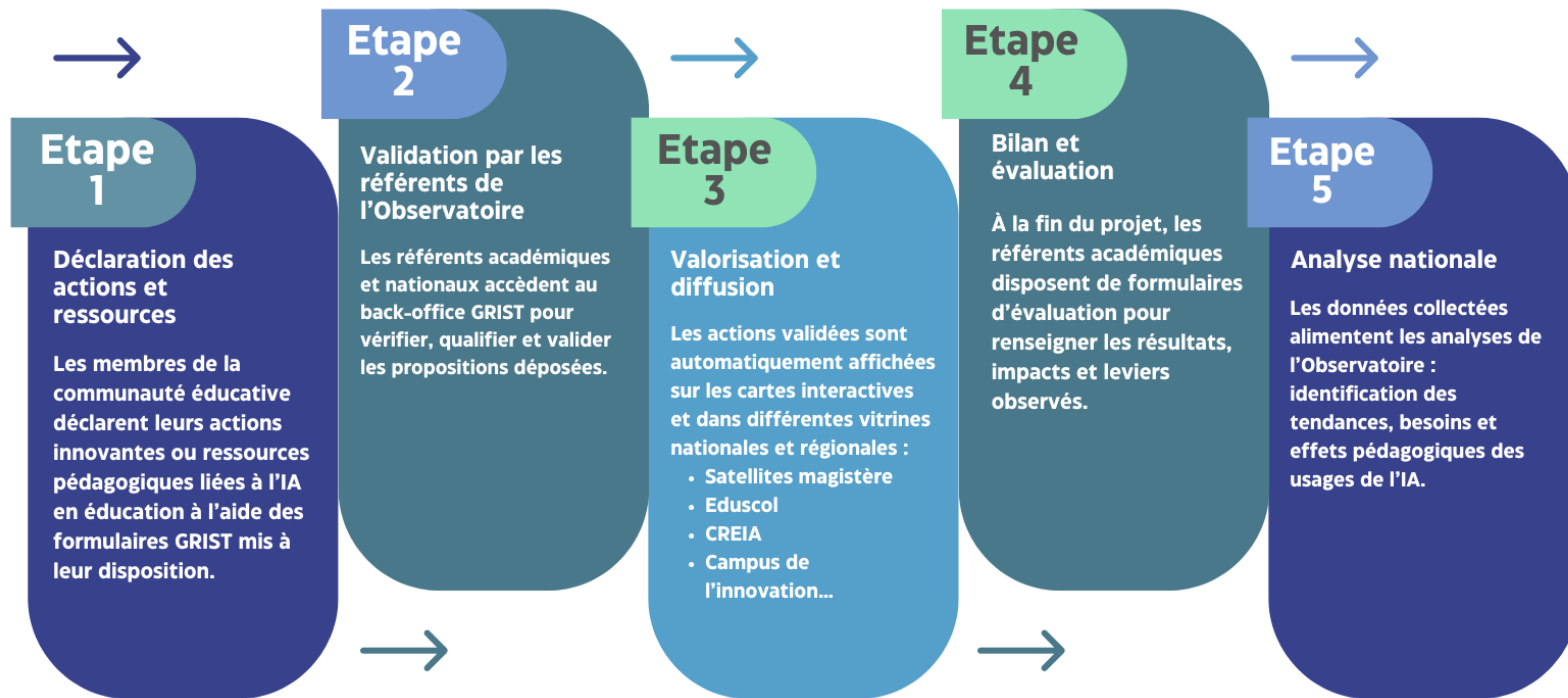 Etape
1
Déclaration des
actions et
ressources
Les membres de la
communauté éducative
déclarent leurs actions
innovantes ou ressources
pédagogiques liées à l'IA
en éducation à l'aide des
formulaires GRIST mis à
leur disposition.
Etape
2
Validation par les
référents de
l'Observatoire
Les référents académiques
et nationaux accèdent au
back-office GRIST pour
vérifier, qualifier et valider
les propositions déposées.
Etape
3
Valorisation et
diffusion
Les actions validées sont
automatiquement affichées
sur les cartes interactives
et dans différentes vitrines
nationales et régionales :
• Satellites magistère
• Eduscol
• CREIA
• Campus de
l'innovation...
Etape
4
Bilan et
évaluation
À la fin du projet, les
référents académiques
disposent de formulaires
d'évaluation pour
renseigner les résultats,
impacts et leviers
observés.
Etape
5
Analyse nationale
Les données collectées
alimentent les analyses de
l'Observatoire :
identification des
tendances, besoins et
effets pédagogiques des
usages de l'IA.